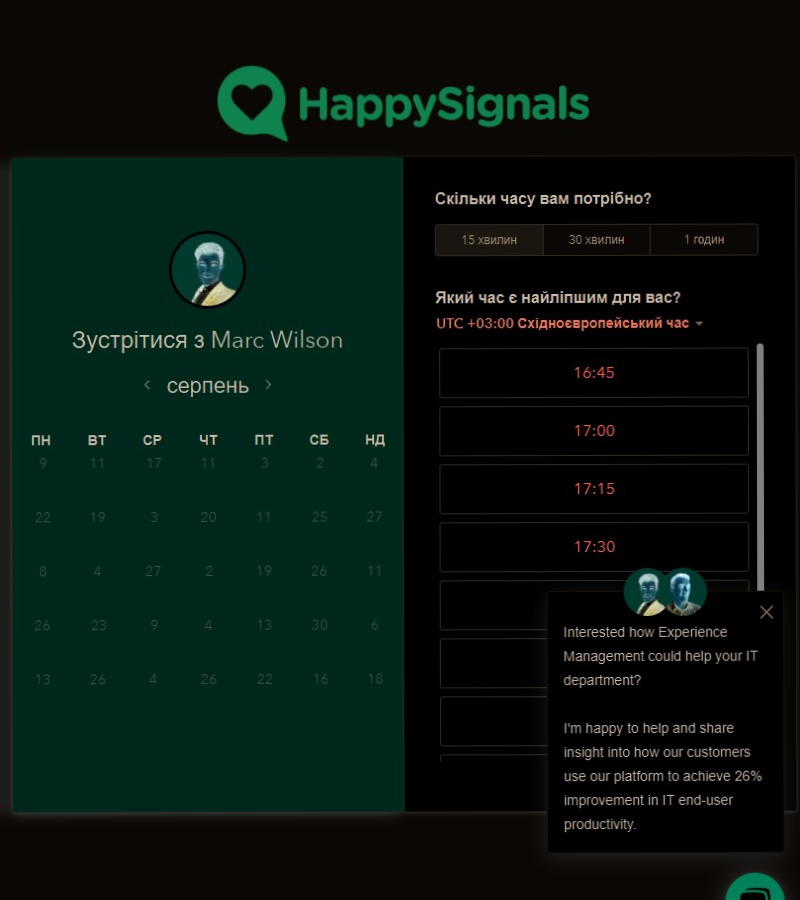 HappySignals
Зустрітися з Marc Wilson
серпень
ПН ВТ СР ЧТ ПТ СБ НД
9 11 17 11 3 2 4
22 19 3 20 11 25 27
8 4 27 2 19 26 11
26 23 9 4 13 30 6
13 26 4 26 22 16 18
Скільки часу вам потрібно?
15 хвилин 30 хвилин 1 годин
Який час є найліпшим для вас?
UTC +03:00 Східноєвропейський час
16:45
17:00
17:15
17:30
Interested how Experience
Management could help your IT
department?
I'm happy to help and share
insight into how our customers
use our platform to achieve 26%
improvement in IT end-user
productivity.